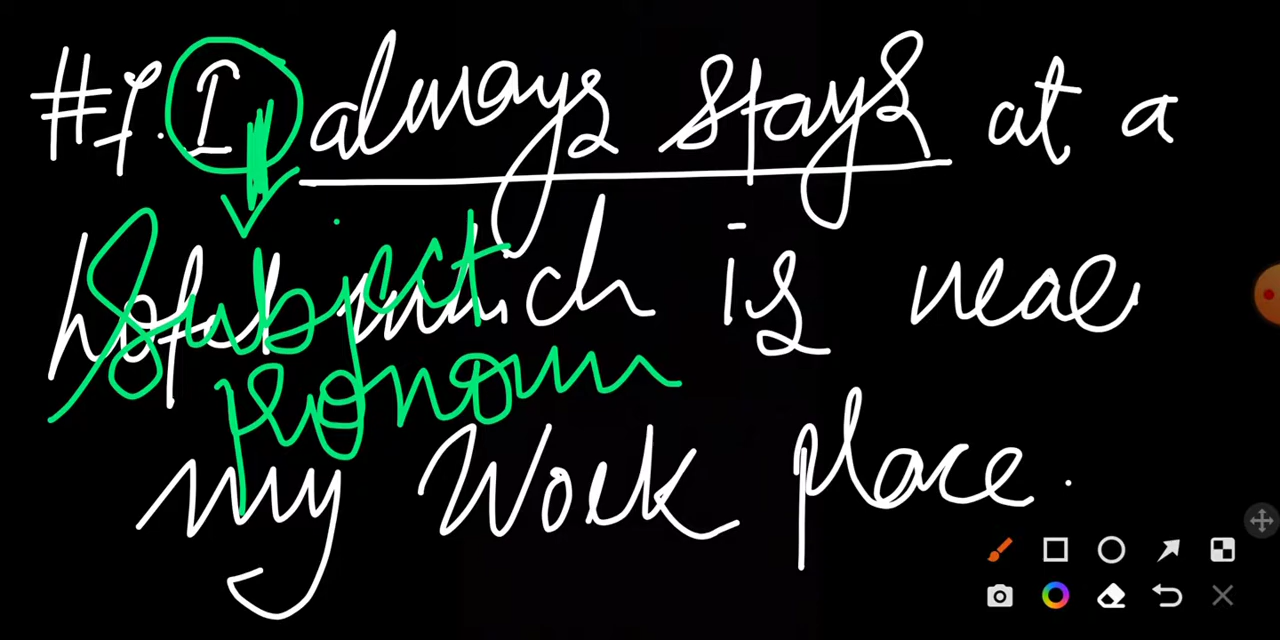 #1. I always stays at a
Subject
hotel which is near
pronoun
my Work place.